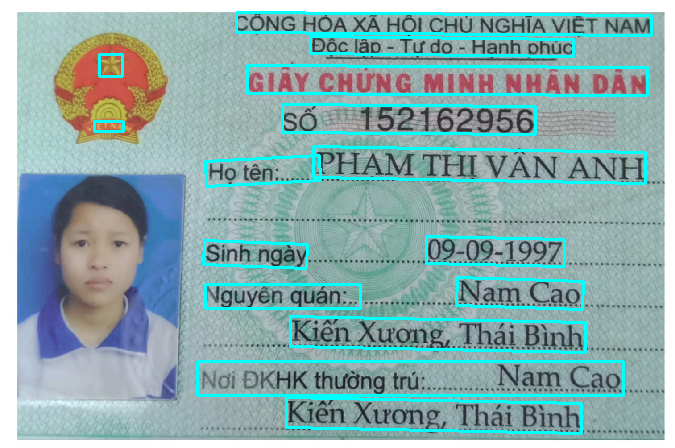 CỘNG HÒA XÃ HỘI CHỦ NGHĨA VIỆT NAM
Độc lập - Tự do - Hạnh phúc
GIẤY CHỨNG MINH NHÂN DÂN
SỐ 152162956
Họ tên:..... PHẠM THỊ VÂN ANH
Sinh ngày 09-09-1997
Nguyên quán:.. Nam Cao
Kiến Xương, Thái Bình
Nơi ĐKHK thường trú: Nam Cao
Kiến Xương, Thái Bình